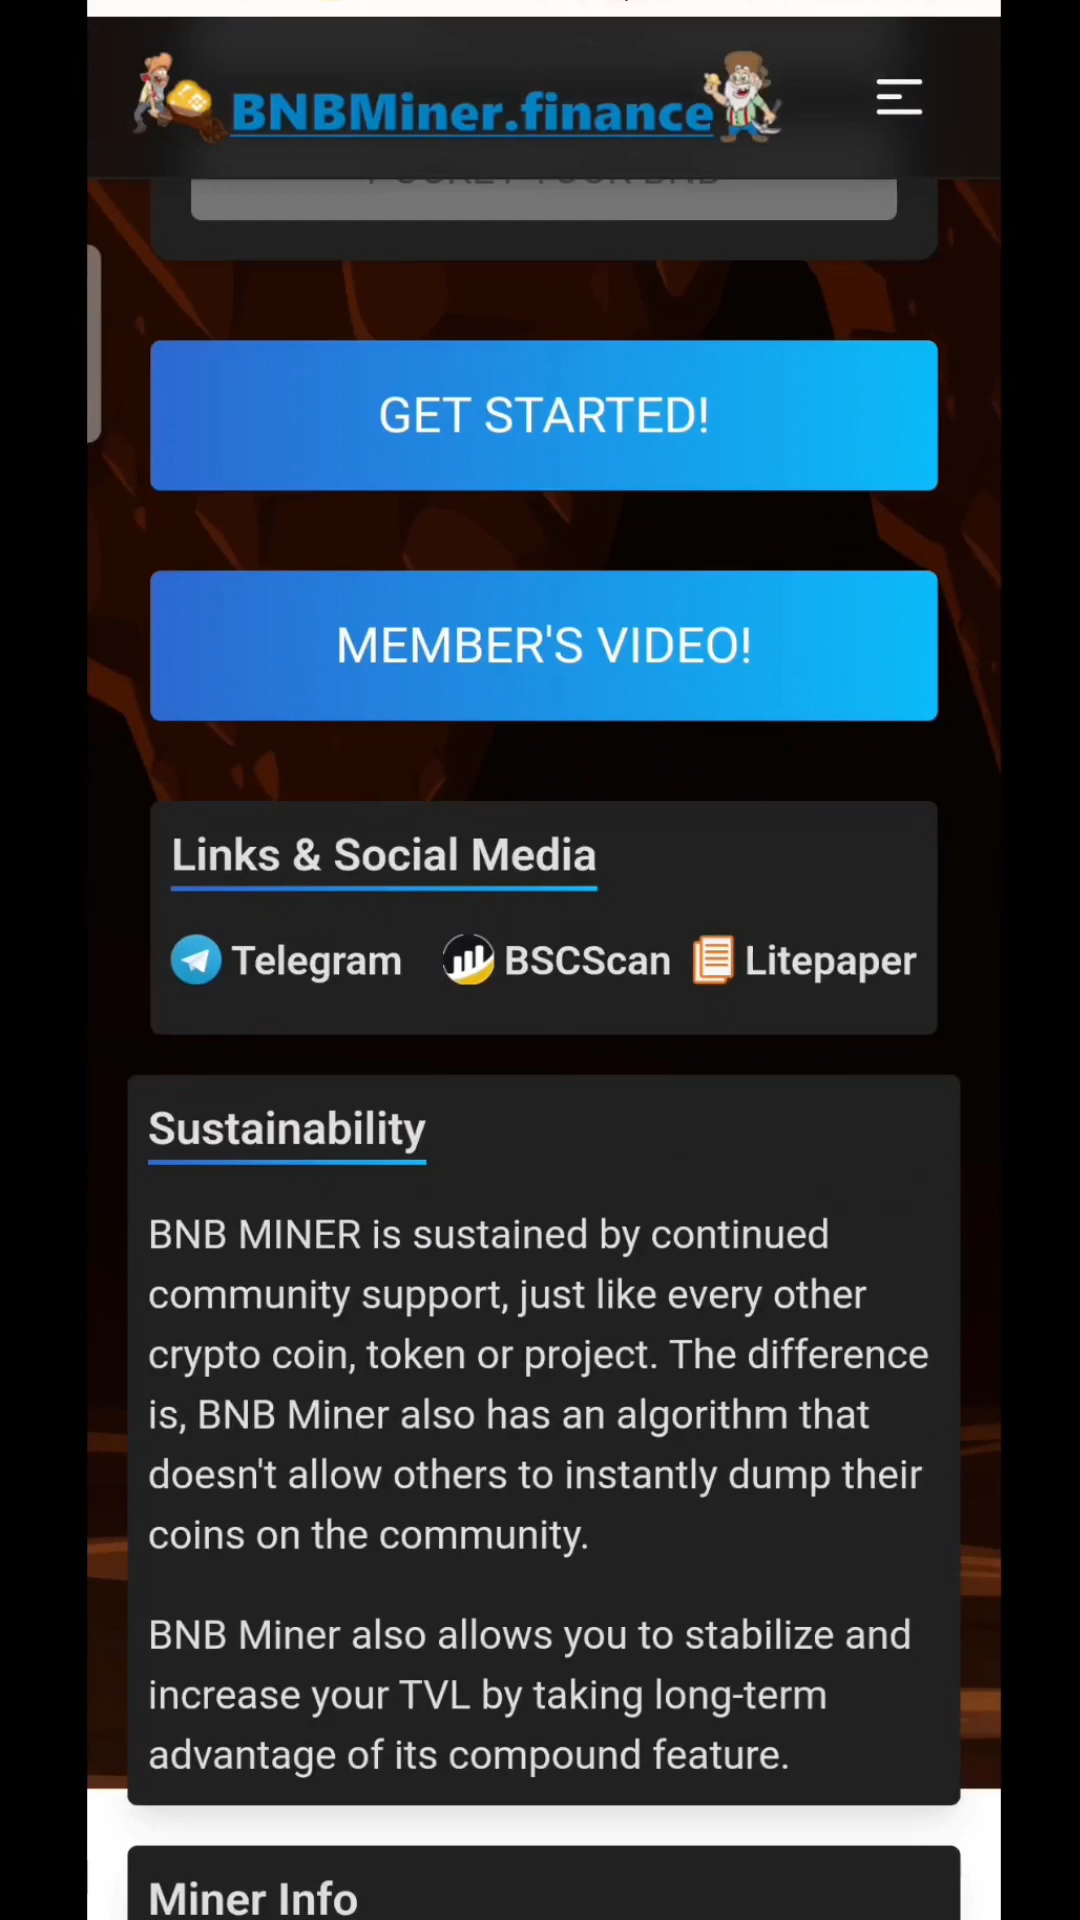 BNBMiner.finance
POCKET YOUR BNB
GET STARTED!
MEMBER'S VIDEO!
Links & Social Media
Telegram BSCScan Litepaper
Sustainability
BNB MINER is sustained by continued
community support, just like every other
crypto coin, token or project. The difference
is, BNB Miner also has an algorithm that
doesn't allow others to instantly dump their
coins on the community.
BNB Miner also allows you to stabilize and
increase your TVL by taking long-term
advantage of its compound feature.
Miner Info